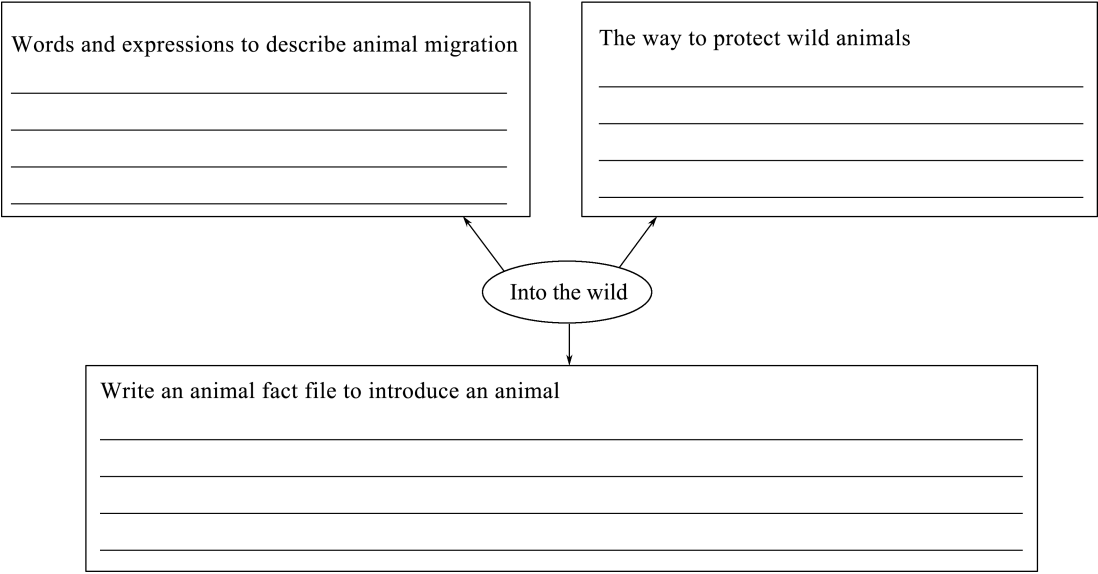 Words and expressions to describe animal migration
The way to protect wild animals
Into the wild
Write an animal fact file to introduce an animal